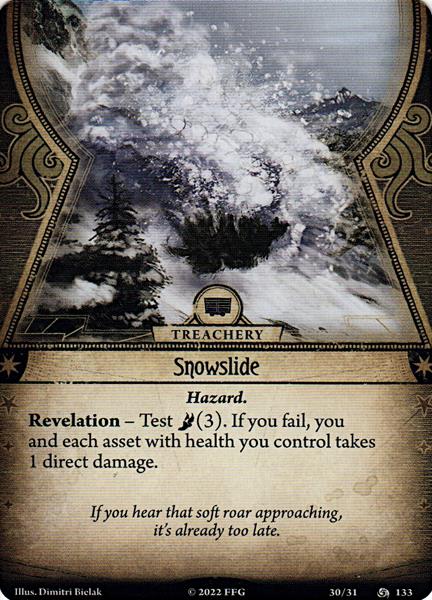 TREACHERY
Snowslide
Hazard.
Revelation – Test (3). If you fail, you
and each asset with health you control takes
1 direct damage.
If you hear that soft roar approaching,
it's already too late.
Illus. Dimitri Bielak © 2022 FFG 30/31 133